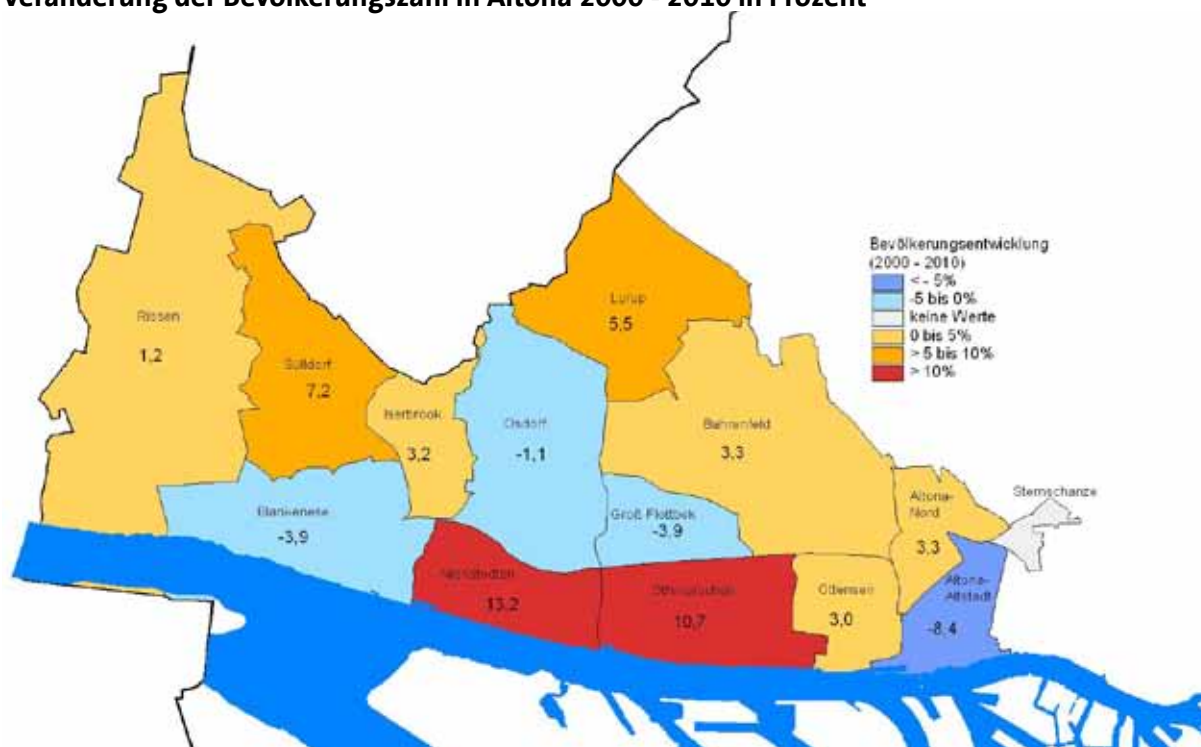 Veränderung der Bevölkerungszahl in Altona 2000 - 2010 in Prozent
Bevölkerungsentwicklung
(2000 - 2010)
< - 5%
-5 bis 0%
keine Werte
0 bis 5%
> 5 bis 10%
> 10%
Rissen
1,2
Sülldorf
7,2
Iserbrook
3,2
Osdorf
-1,1
Lurup
5,5
Bahrenfeld
3,3
Blankenese
-3,9
Groß Flottbek
-3,9
Nienstedten
13,2
Othmarschen
10,7
Ottensen
3,0
Altona-
Nord
3,3
Sternschanze
Altona-
Altstadt
-8,4